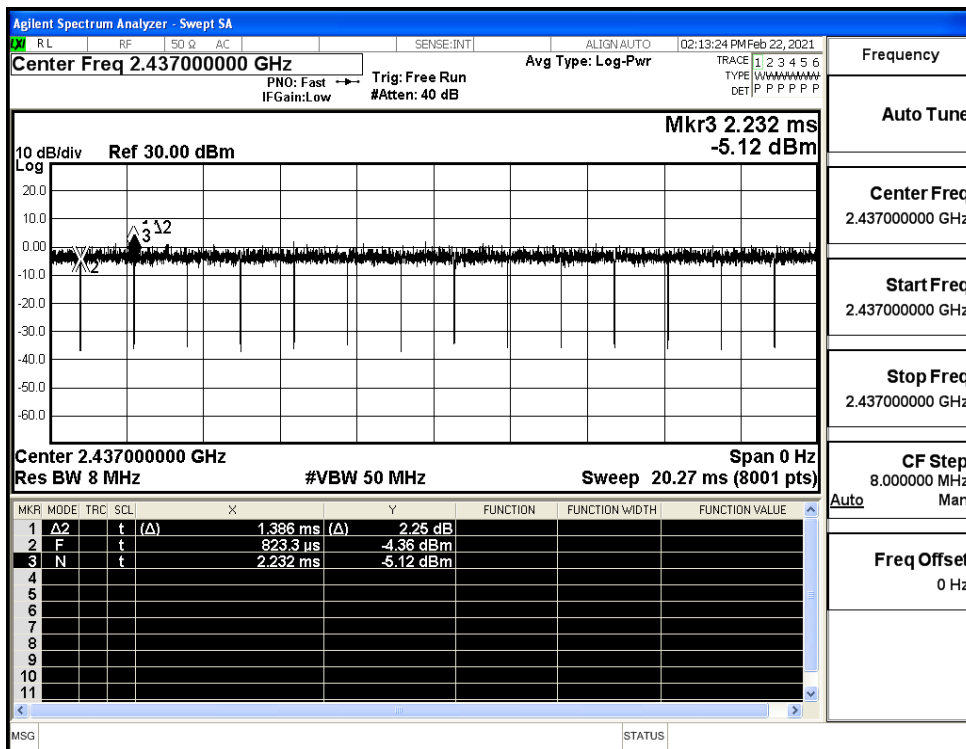 Agilent Spectrum Analyzer - Swept SA
LXI RL RF 50 Ω AC SENSE:INT ALIGN AUTO 02:13:24 PM Feb 22, 2021
Center Freq 2.437000000 GHz
PNO: Fast
IFGain:Low
Trig: Free Run
#Atten: 40 dB
Avg Type: Log-Pwr
TRACE 1 2 3 4 5 6
TYPE WWWWWW
DET P P P P P P
Mkr3 2.232 ms
-5.12 dBm
10 dB/div Ref 30.00 dBm
Log
20.0
10.0
0.00
-10.0
-20.0
-30.0
-40.0
-50.0
-60.0
3
2
Center 2.437000000 GHz Span 0 Hz
Res BW 8 MHz #VBW 50 MHz Sweep 20.27 ms (8001 pts)
MKR MODE TRC SCL X Y FUNCTION FUNCTION WIDTH FUNCTION VALUE
1 Δ2 t (Δ) 1.386 ms (Δ) 2.25 dB
2 F t 823.3 µs -4.36 dBm
3 N t 2.232 ms -5.12 dBm
4
5
6
7
8
9
10
11
MSG STATUS
Frequency
Auto Tune
Center Freq
2.437000000 GHz
Start Freq
2.437000000 GHz
Stop Freq
2.437000000 GHz
CF Step
8.000000 MHz
Auto Man
Freq Offset
0 Hz